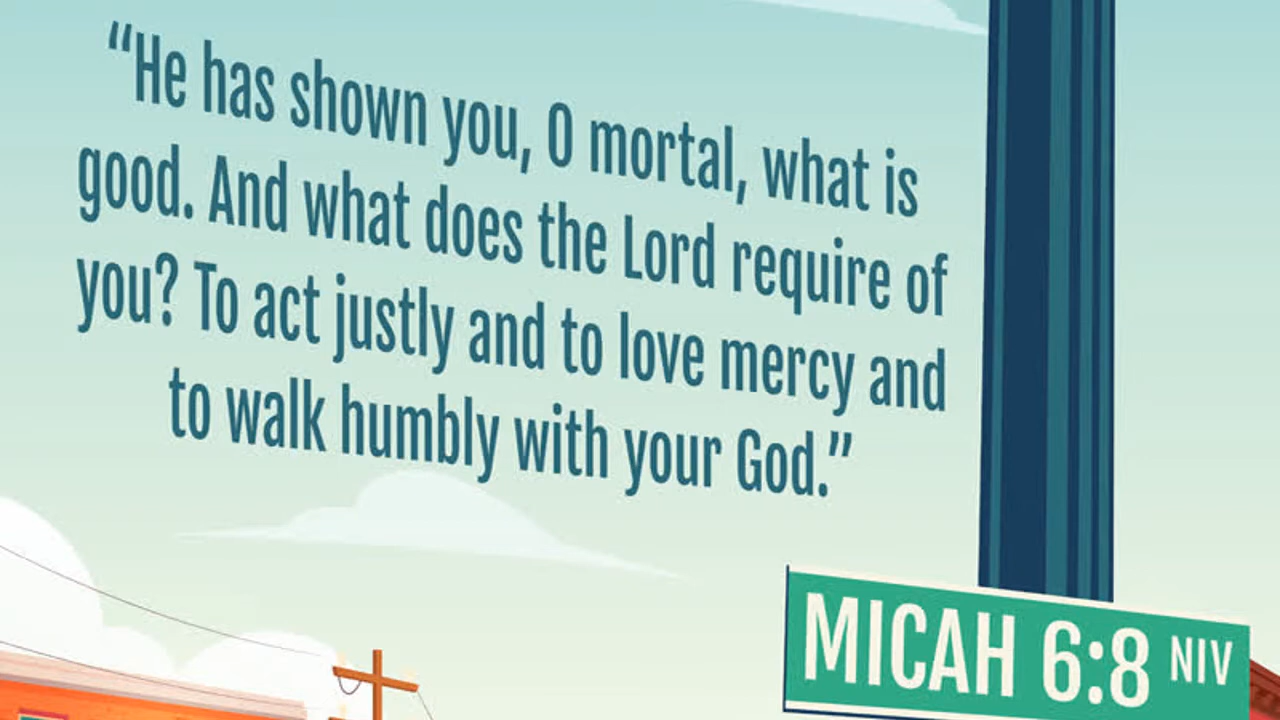 “He has shown you, O mortal, what is
good. And what does the Lord require of
you? To act justly and to love mercy and
to walk humbly with your God.”
MICAH 6:8 NIV